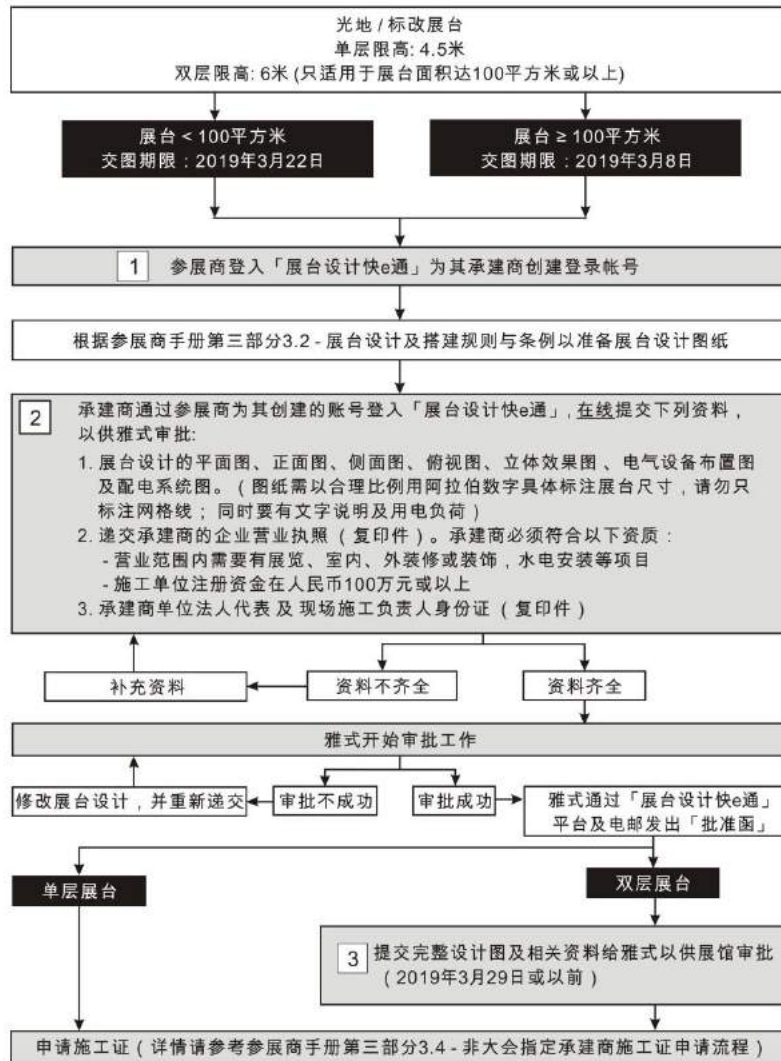 光地 / 标改展台
单层限高: 4.5米
双层限高: 6米 (只适用于展台面积达100平方米或以上)
展台 < 100平方米
交图期限：2019年3月22日
展台 ≥ 100平方米
交图期限：2019年3月8日
1 参展商登入「展台设计快e通」为其承建商创建登录帐号
根据参展商手册第三部分3.2 - 展台设计及搭建规则与条例以准备展台设计图纸
2 承建商通过参展商为其创建的账号登入「展台设计快e通」, 在线提交下列资料，
以供雅式审批:
1. 展台设计的平面图、正面图、侧面图、俯视图、立体效果图、电气设备布置图
及配电系统图。（图纸需以合理比例用阿拉伯数字具体标注展台尺寸，请勿只
标注网格线； 同时要有文字说明及用电负荷）
2. 递交承建商的企业营业执照（复印件）。承建商必须符合以下资质：
- 营业范围内需要有展览、室内、外装修或装饰，水电安装等项目
- 施工单位注册资金在人民币100万元或以上
3. 承建商单位法人代表 及 现场施工负责人身份证 （复印件）
补充资料
资料不齐全
资料齐全
雅式开始审批工作
修改展台设计，并重新递交
审批不成功
审批成功
雅式通过「展台设计快e通」
平台及电邮发出「批准函」
单层展台
双层展台
3 提交完整设计图及相关资料给雅式以供展馆审批
（2019年3月29日或以前）
申请施工证（详情请参考参展商手册第三部分3.4 - 非大会指定承建商施工证申请流程）